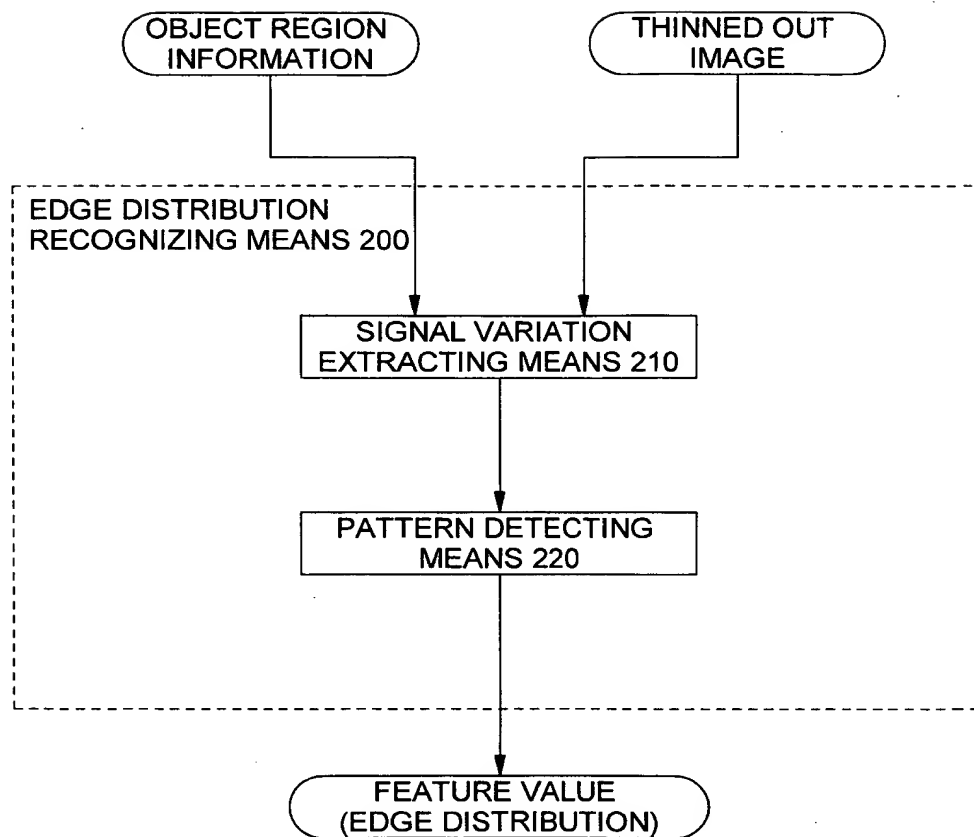 OBJECT REGION
INFORMATION
THINNED OUT
IMAGE
EDGE DISTRIBUTION
RECOGNIZING MEANS 200
SIGNAL VARIATION
EXTRACTING MEANS 210
PATTERN DETECTING
MEANS 220
FEATURE VALUE
(EDGE DISTRIBUTION)